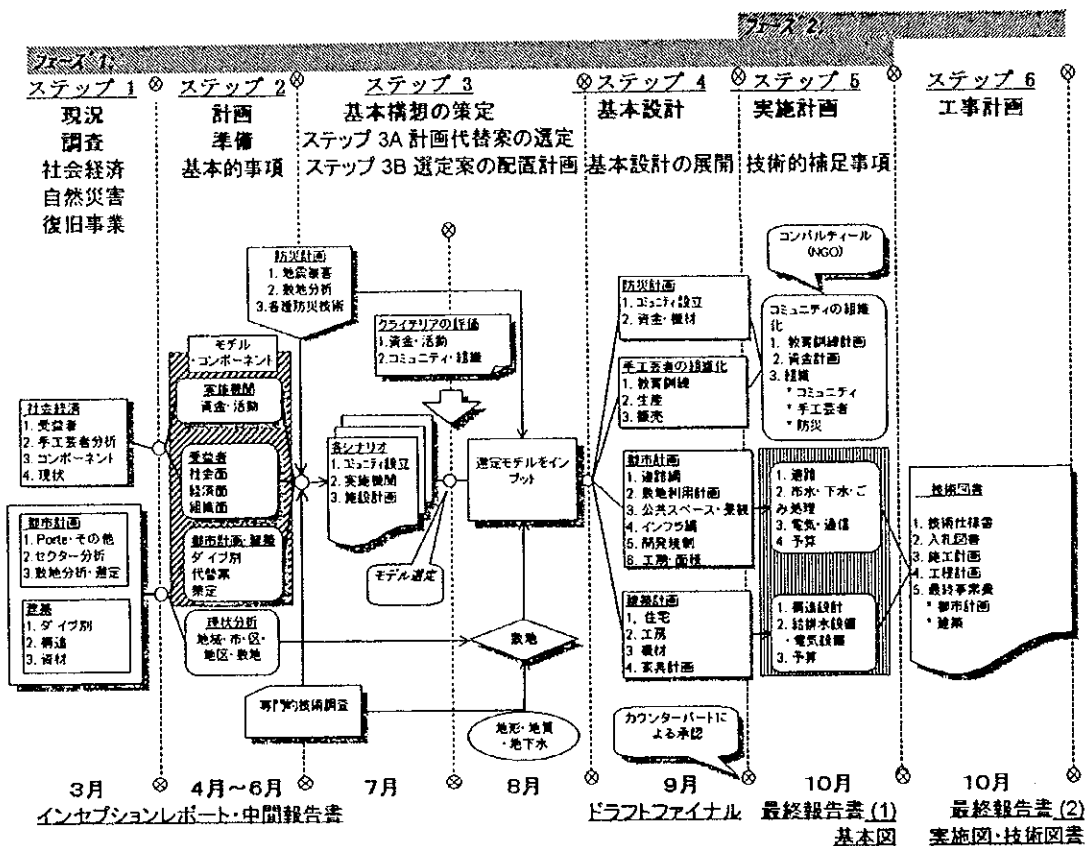 フェーズ 1;
フェーズ 2;
ステップ 1
現況
調査
社会経済
自然災害
復旧事業
ステップ 2
計画
準備
基本的事項
ステップ 3
基本構想の策定
ステップ 3A 計画代替案の選定
ステップ 3B 選定案の配置計画
ステップ 4
基本設計
基本設計の展開
ステップ 5
実施計画
技術的補足事項
ステップ 6
工事計画
社会経済
1. 受益者
2. 手工芸者分析
3. コンポーネント
4. 現状
都市計画
1. Porte・その他
2. セクター分析
3. 敷地分析・選定
建築
1. タイプ別
2. 構造
3. 資材
モデル
・コンポーネント
実施機関
資金・活動
受益者
社会面
経済面
組織面
都市計画・建築
タイプ別
代替案
策定
現状分析
地域・市・区・
地区・敷地
専門的技術調査
防災計画
1. 地震被害
2. 敷地分析
3. 各種防災技術
クライテリアの評価
1. 資金・活動
2. コミュニティ・組織
各シナリオ
1. コミュニティ設立
2. 実施機関
3. 施設計画
モデル選定
選定モデルをイン
プット
敷地
地形・地質
・地下水
防災計画
1. コミュニティ設立
2. 資金・機材
手工芸者の組織化
1. 教育訓練
2. 生産
3. 販売
都市計画
1. 道路網
2. 敷地利用計画
3. 公共スペース・景観
4. インフラ網
5. 開発規制
6. 工房・面積
建築計画
1. 住宅
2. 工房
3. 機材
4. 家具計画
カウンターパートに
よる承認
コンパルティール
(NGO)
コミュニティの組織
化
1. 教育訓練計画
2. 資金計画
3. 組織
* コミュニティ
* 手工芸者
* 防災
1. 道路
2. 市水・下水・ご
み処理
3. 電気・通信
4 予算
1. 構造設計
2. 給排水設備
・電気設備
3. 予算
技術図書
1. 技術仕様書
2. 入札図書
3. 施工計画
4. 工程計画
5. 最終事業費
* 都市計画
* 建築
3月
4月～6月
7月
8月
9月
10月
10月
インセプションレポート・中間報告書
ドラフトファイナル
最終報告書 (1)
基本図
最終報告書 (2)
実施図・技術図書